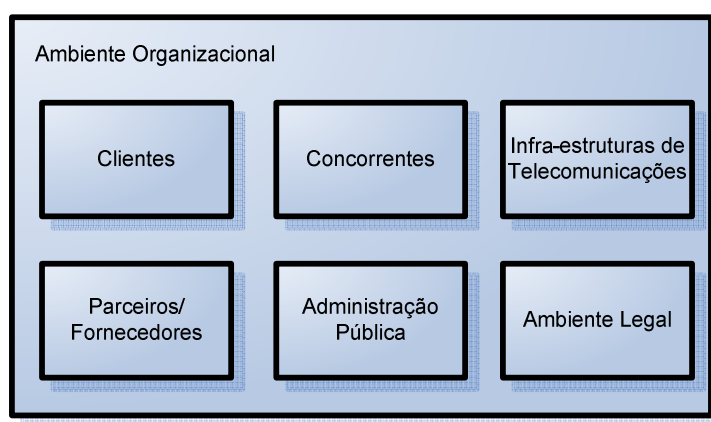 Ambiente Organizacional
Clientes
Concorrentes
Infra-estruturas de
Telecomunicações
Parceiros/
Fornecedores
Administração
Pública
Ambiente Legal